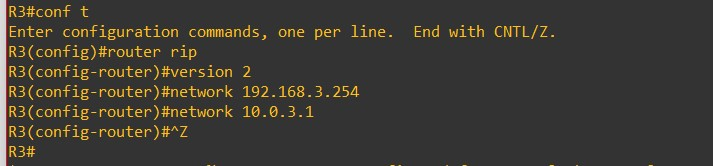 R3#conf t
Enter configuration commands, one per line.  End with CNTL/Z.
R3(config)#router rip
R3(config-router)#version 2
R3(config-router)#network 192.168.3.254
R3(config-router)#network 10.0.3.1
R3(config-router)#^Z
R3#